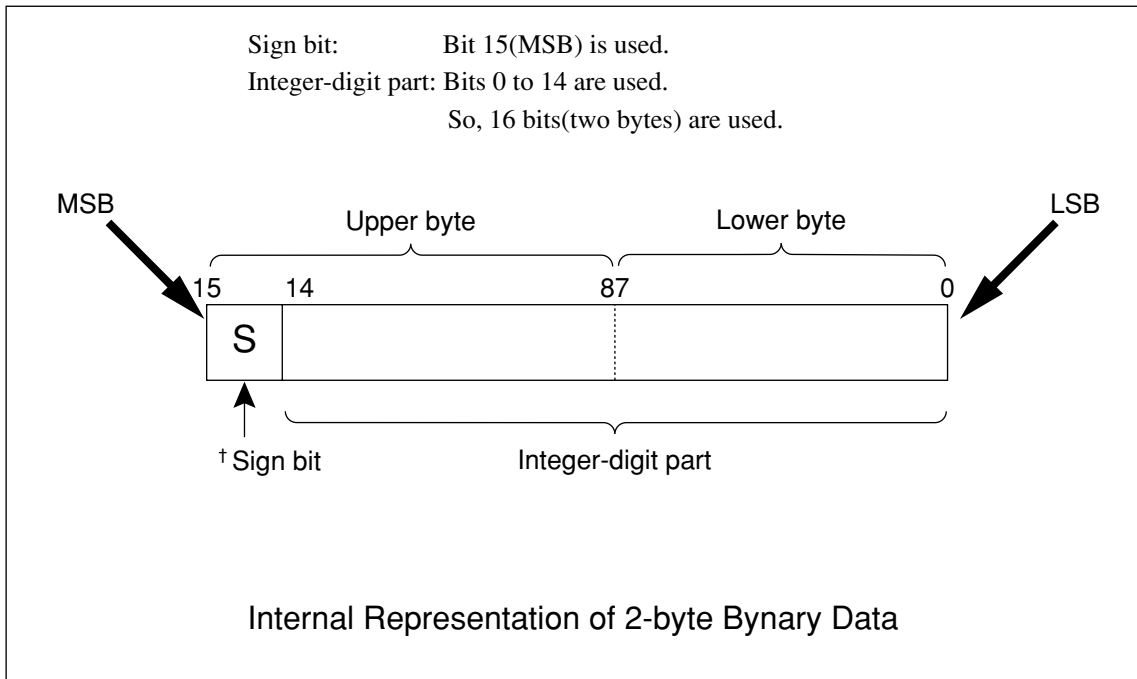 Sign bit: Bit 15(MSB) is used.
Integer-digit part: Bits 0 to 14 are used.
So, 16 bits(two bytes) are used.
MSB
LSB
Upper byte
Lower byte
15 14 87 0
S
† Sign bit
Integer-digit part
Internal Representation of 2-byte Bynary Data